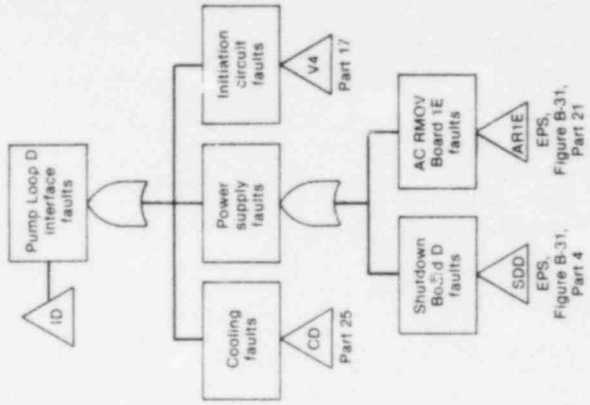 Pump Loop D
interface
faults
ID
Cooling
faults
CD
Part 25
Power
supply
faults
Initiation
circuit
faults
V4
Part 17
Shutdown
Board D
faults
SDD
EPS,
Figure B-31,
Part 4
AC RMOV
Board 1E
faults
AR1E
EPS,
Figure B-31,
Part 21